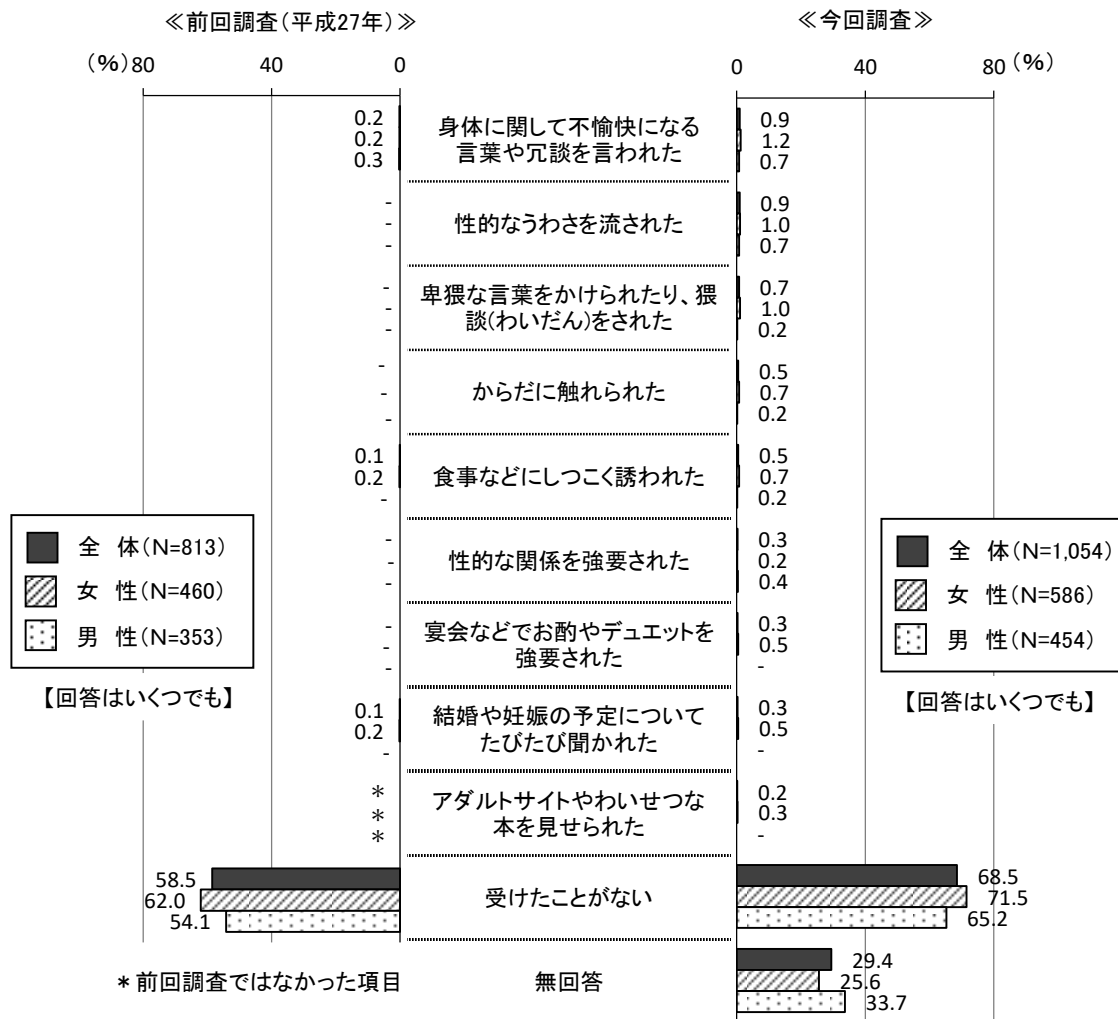 ≪前回調査(平成27年)≫
≪今回調査≫
(%) 80 40 0
0 40 80 (%)
0.2
0.2
0.3
身体に関して不愉快になる
言葉や冗談を言われた
0.9
1.2
0.7
-
-
-
性的なうわさを流された
0.9
1.0
0.7
-
-
-
卑猥な言葉をかけられたり、猥
談(わいだん)をされた
0.7
1.0
0.2
-
-
-
からだに触れられた
0.5
0.7
0.2
0.1
0.2
-
食事などにしつこく誘われた
0.5
0.7
0.2
-
-
-
性的な関係を強要された
0.3
0.2
0.4
-
-
-
宴会などでお酌やデュエットを
強要された
0.3
0.5
-
0.1
0.2
-
結婚や妊娠の予定について
たびたび聞かれた
0.3
0.5
-
*
*
*
アダルトサイトやわいせつな
本を見せられた
0.2
0.3
-
58.5
62.0
54.1
受けたことがない
68.5
71.5
65.2
無回答
29.4
25.6
33.7
全 体(N=813)
女 性(N=460)
男 性(N=353)
【回答はいくつでも】
全 体(N=1,054)
女 性(N=586)
男 性(N=454)
【回答はいくつでも】
*前回調査ではなかった項目